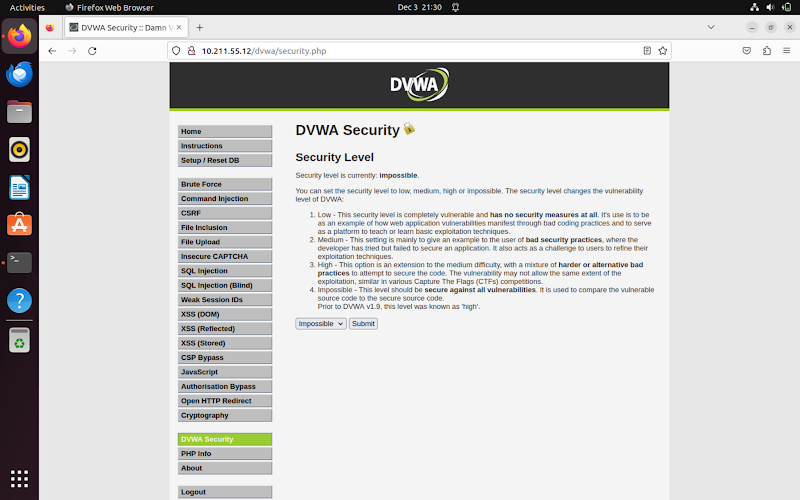 Activities
Firefox Web Browser
Dec 3 21:30
DVWA Security :: Damn V
10.211.55.12/dvwa/security.php
DVWA
Home
Instructions
Setup / Reset DB
Brute Force
Command Injection
CSRF
File Inclusion
File Upload
Insecure CAPTCHA
SQL Injection
SQL Injection (Blind)
Weak Session IDs
XSS (DOM)
XSS (Reflected)
XSS (Stored)
CSP Bypass
JavaScript
Authorisation Bypass
Open HTTP Redirect
Cryptography
DVWA Security
PHP Info
About
Logout
DVWA Security
Security Level
Security level is currently: impossible.
You can set the security level to low, medium, high or impossible. The security level changes the vulnerability
level of DVWA:
1. Low - This security level is completely vulnerable and has no security measures at all. It's use is to be
as an example of how web application vulnerabilities manifest through bad coding practices and to serve
as a platform to teach or learn basic exploitation techniques.
2. Medium - This setting is mainly to give an example to the user of bad security practices, where the
developer has tried but failed to secure an application. It also acts as a challenge to users to refine their
exploitation techniques.
3. High - This option is an extension to the medium difficulty, with a mixture of harder or alternative bad
practices to attempt to secure the code. The vulnerability may not allow the same extent of the
exploitation, similar in various Capture The Flags (CTFs) competitions.
4. Impossible - This level should be secure against all vulnerabilities. It is used to compare the vulnerable
source code to the secure source code.
Prior to DVWA v1.9, this level was known as 'high'.
Impossible
Submit